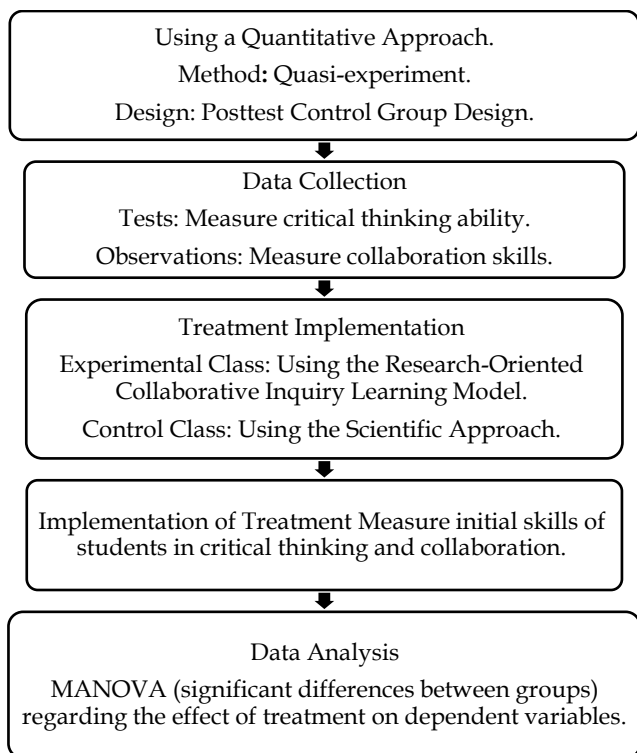 Using a Quantitative Approach.
Method: Quasi-experiment.
Design: Posttest Control Group Design.
Data Collection
Tests: Measure critical thinking ability.
Observations: Measure collaboration skills.
Treatment Implementation
Experimental Class: Using the Research-Oriented
Collaborative Inquiry Learning Model.
Control Class: Using the Scientific Approach.
Implementation of Treatment Measure initial skills of
students in critical thinking and collaboration.
Data Analysis
MANOVA (significant differences between groups)
regarding the effect of treatment on dependent variables.